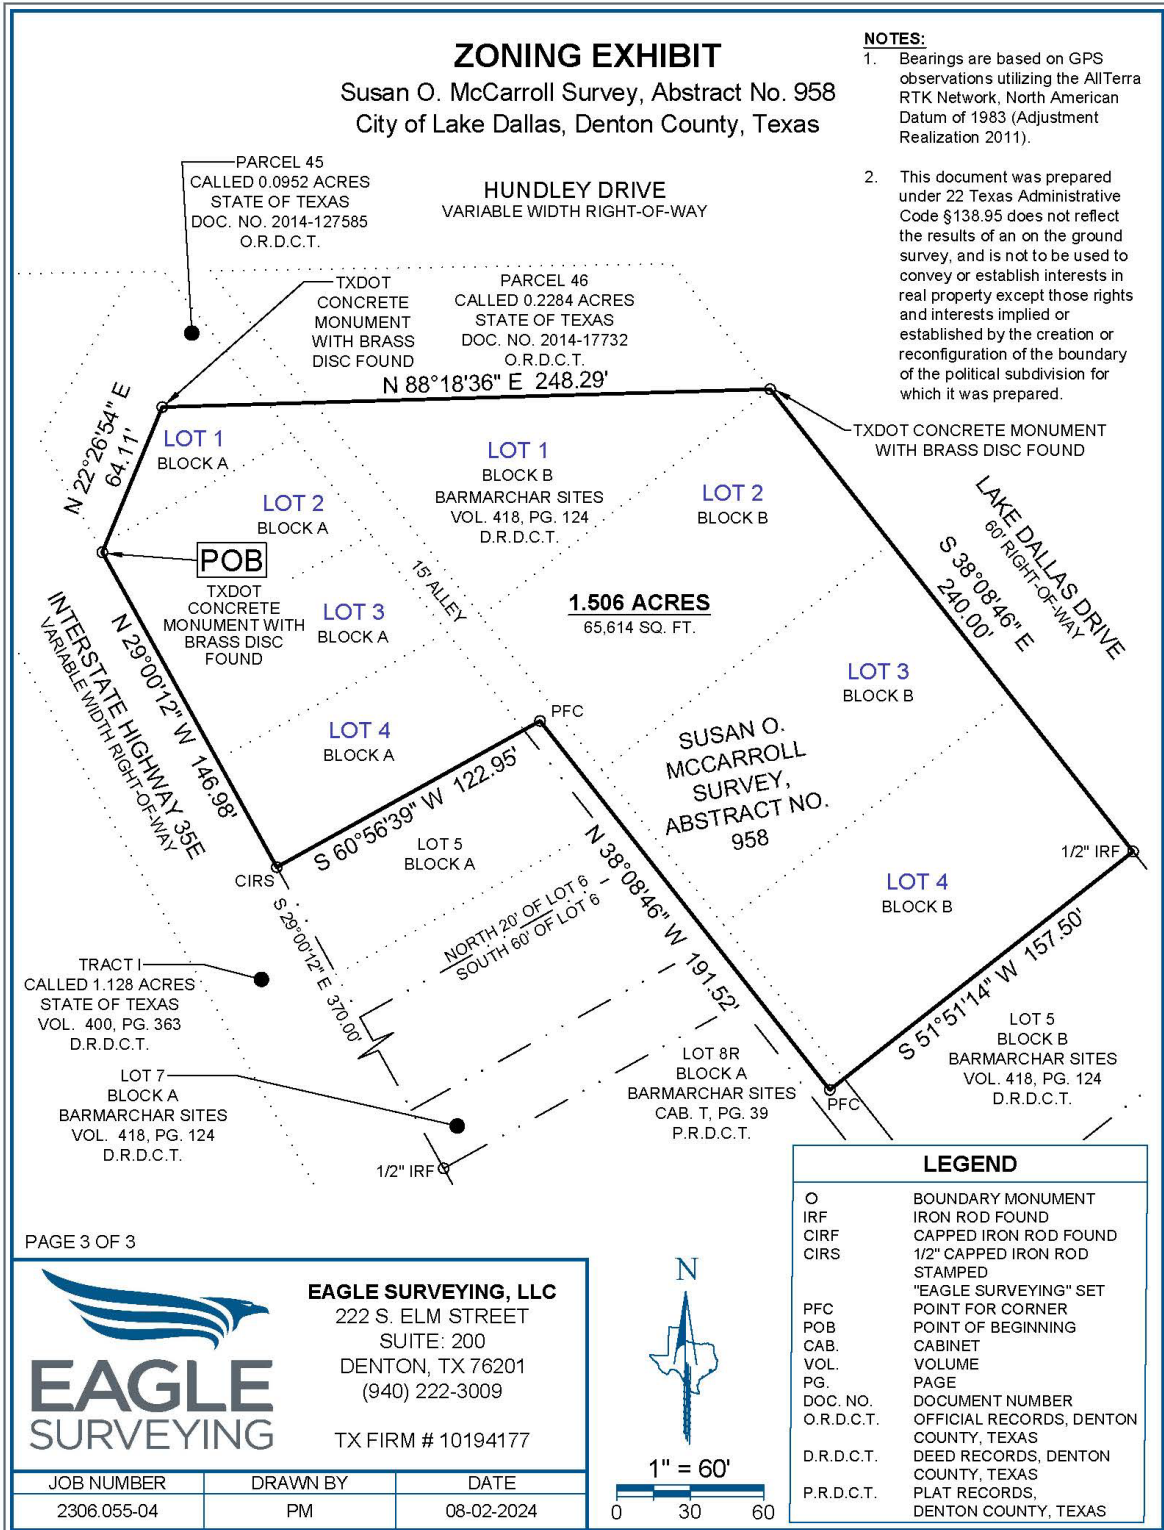 ZONING EXHIBIT
Susan O. McCarroll Survey, Abstract No. 958
City of Lake Dallas, Denton County, Texas
NOTES:
1. Bearings are based on GPS
observations utilizing the AllTerra
RTK Network, North American
Datum of 1983 (Adjustment
Realization 2011).
2. This document was prepared
under 22 Texas Administrative
Code §138.95 does not reflect
the results of an on the ground
survey, and is not to be used to
convey or establish interests in
real property except those rights
and interests implied or
established by the creation or
reconfiguration of the boundary
of the political subdivision for
which it was prepared.
PARCEL 45
CALLED 0.0952 ACRES
STATE OF TEXAS
DOC. NO. 2014-127585
O.R.D.C.T.
HUNDLEY DRIVE
VARIABLE WIDTH RIGHT-OF-WAY
TXDOT
CONCRETE
MONUMENT
WITH BRASS
DISC FOUND
PARCEL 46
CALLED 0.2284 ACRES
STATE OF TEXAS
DOC. NO. 2014-17732
O.R.D.C.T.
N 88°18'36" E 248.29'
N 22°26'54" E
64.11'
TXDOT CONCRETE MONUMENT
WITH BRASS DISC FOUND
LOT 1
BLOCK A
LOT 1
BLOCK B
BARMARCHAR SITES
VOL. 418, PG. 124
D.R.D.C.T.
LOT 2
BLOCK A
LOT 2
BLOCK B
LAKE DALLAS DRIVE
60' RIGHT-OF-WAY
S 38°08'46" E
240.00'
POB
TXDOT
CONCRETE
MONUMENT WITH
BRASS DISC
FOUND
15' ALLEY
LOT 3
BLOCK A
1.506 ACRES
65,614 SQ. FT.
INTERSTATE HIGHWAY 35E
VARIABLE WIDTH RIGHT-OF-WAY
N 29°00'12" W 146.98'
LOT 3
BLOCK B
LOT 4
BLOCK A
PFC
SUSAN O.
MCCARROLL
SURVEY,
ABSTRACT NO.
958
S 60°56'39" W 122.95'
LOT 5
BLOCK A
CIRS
1/2" IRF
N 38°08'46" W 191.52'
LOT 4
BLOCK B
NORTH 20' OF LOT 6
SOUTH 60' OF LOT 6
S 29°00'12" E 370.00'
S 51°51'14" W 157.50'
TRACT I
CALLED 1.128 ACRES
STATE OF TEXAS
VOL. 400, PG. 363
D.R.D.C.T.
LOT 5
BLOCK B
BARMARCHAR SITES
VOL. 418, PG. 124
D.R.D.C.T.
LOT 8R
BLOCK A
BARMARCHAR SITES
CAB. T, PG. 39
P.R.D.C.T.
PFC
LOT 7
BLOCK A
BARMARCHAR SITES
VOL. 418, PG. 124
D.R.D.C.T.
1/2" IRF
PAGE 3 OF 3
EAGLE
SURVEYING
EAGLE SURVEYING, LLC
222 S. ELM STREET
SUITE: 200
DENTON, TX 76201
(940) 222-3009
TX FIRM # 10194177
JOB NUMBER DRAWN BY DATE
2306.055-04 PM 08-02-2024
N
1" = 60'
0 30 60
LEGEND
O BOUNDARY MONUMENT
IRF IRON ROD FOUND
CIRF CAPPED IRON ROD FOUND
CIRS 1/2" CAPPED IRON ROD
STAMPED
"EAGLE SURVEYING" SET
PFC POINT FOR CORNER
POB POINT OF BEGINNING
CAB. CABINET
VOL. VOLUME
PG. PAGE
DOC. NO. DOCUMENT NUMBER
O.R.D.C.T. OFFICIAL RECORDS, DENTON
COUNTY, TEXAS
D.R.D.C.T. DEED RECORDS, DENTON
COUNTY, TEXAS
P.R.D.C.T. PLAT RECORDS,
DENTON COUNTY, TEXAS